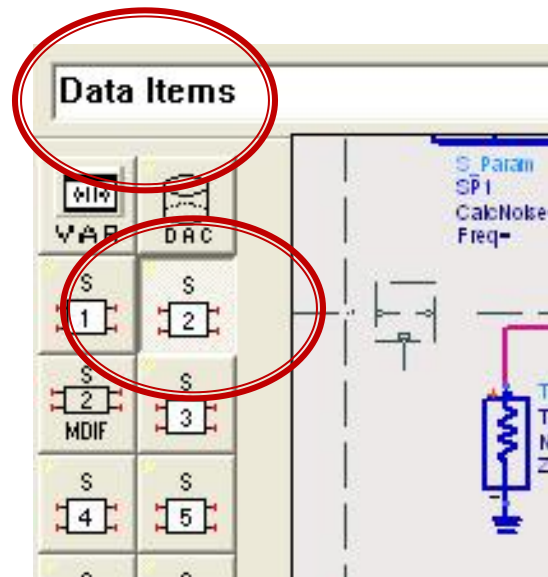 Data Items
VAR
DAC
S
1
S
2
S
2
MDIF
S
3
S
4
S
5
S_Param
SP1
CalcNoise
Freq=